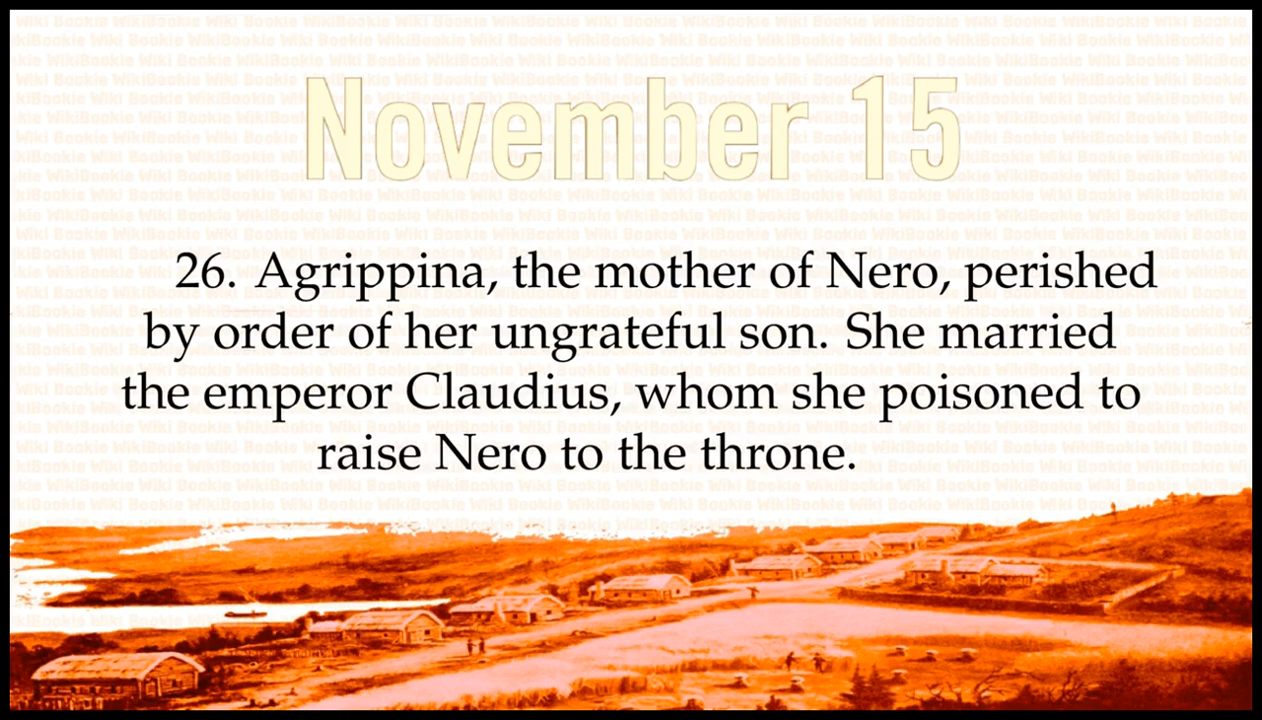 November 15
26. Agrippina, the mother of Nero, perished
by order of her ungrateful son. She married
the emperor Claudius, whom she poisoned to
raise Nero to the throne.